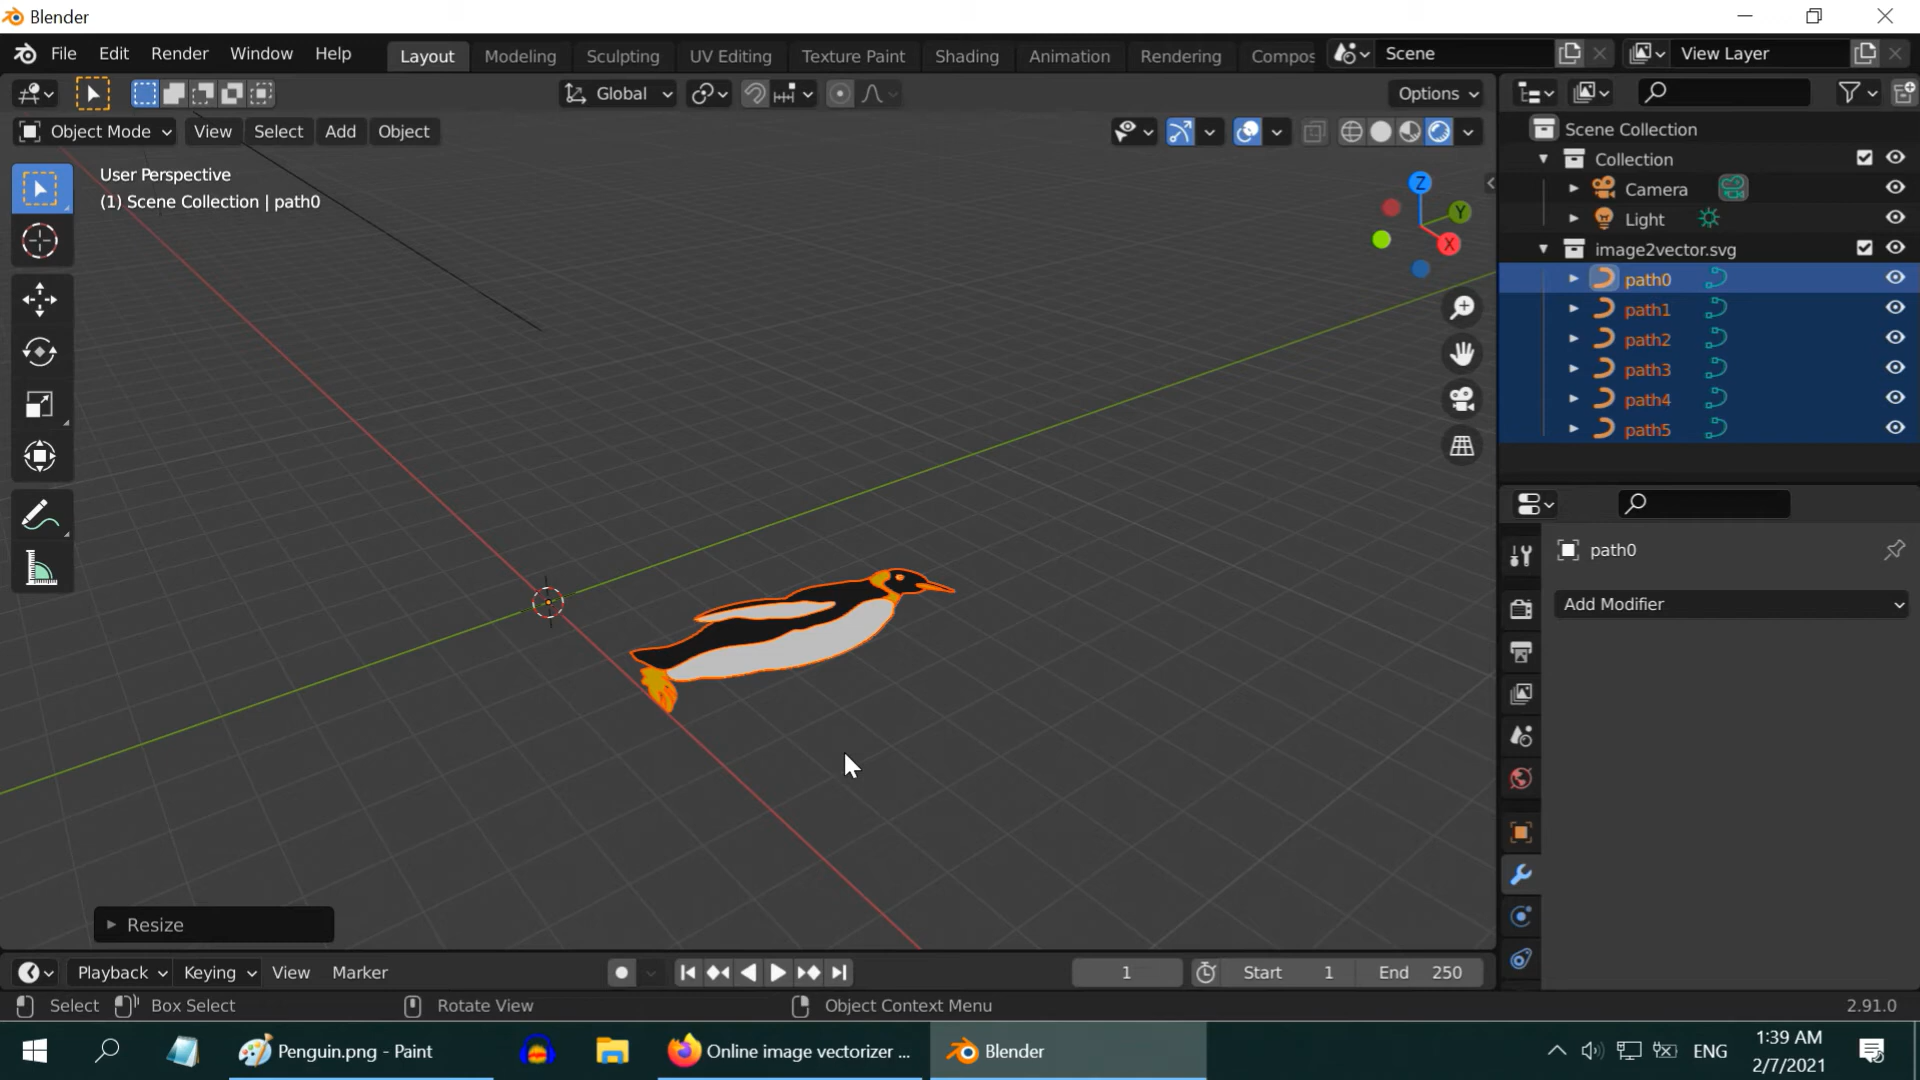 Blender
File Edit Render Window Help Layout Modeling Sculpting UV Editing Texture Paint Shading Animation Rendering Compos Scene View Layer
Global Options
Object Mode View Select Add Object
User Perspective
(1) Scene Collection | path0
Z
Y
X
Scene Collection
Collection
Camera
Light
image2vector.svg
path0
path1
path2
path3
path4
path5
path0
Add Modifier
Resize
Playback Keying View Marker 1 Start 1 End 250
Select Box Select Rotate View Object Context Menu 2.91.0
Penguin.png - Paint Online image vectorizer ... Blender ENG 1:39 AM
2/7/2021